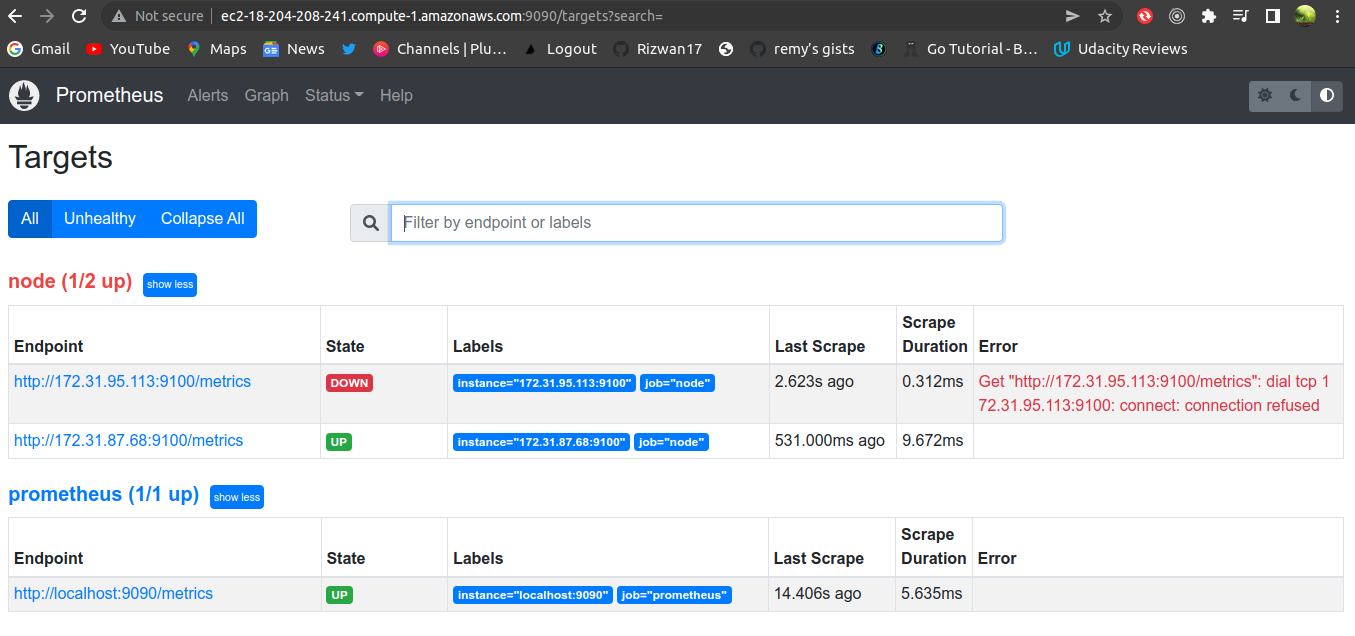 Not secure | ec2-18-204-208-241.compute-1.amazonaws.com:9090/targets?search=
Gmail YouTube Maps News Channels | Plu... Logout Rizwan17 remy's gists Go Tutorial - B... Udacity Reviews
Prometheus Alerts Graph Status Help
Targets
All Unhealthy Collapse All Filter by endpoint or labels
node (1/2 up) show less
Endpoint State Labels Last Scrape Scrape Duration Error
http://172.31.95.113:9100/metrics DOWN instance="172.31.95.113:9100" job="node" 2.623s ago 0.312ms Get "http://172.31.95.113:9100/metrics": dial tcp 1
72.31.95.113:9100: connect: connection refused
http://172.31.87.68:9100/metrics UP instance="172.31.87.68:9100" job="node" 531.000ms ago 9.672ms
prometheus (1/1 up) show less
Endpoint State Labels Last Scrape Scrape Duration Error
http://localhost:9090/metrics UP instance="localhost:9090" job="prometheus" 14.406s ago 5.635ms